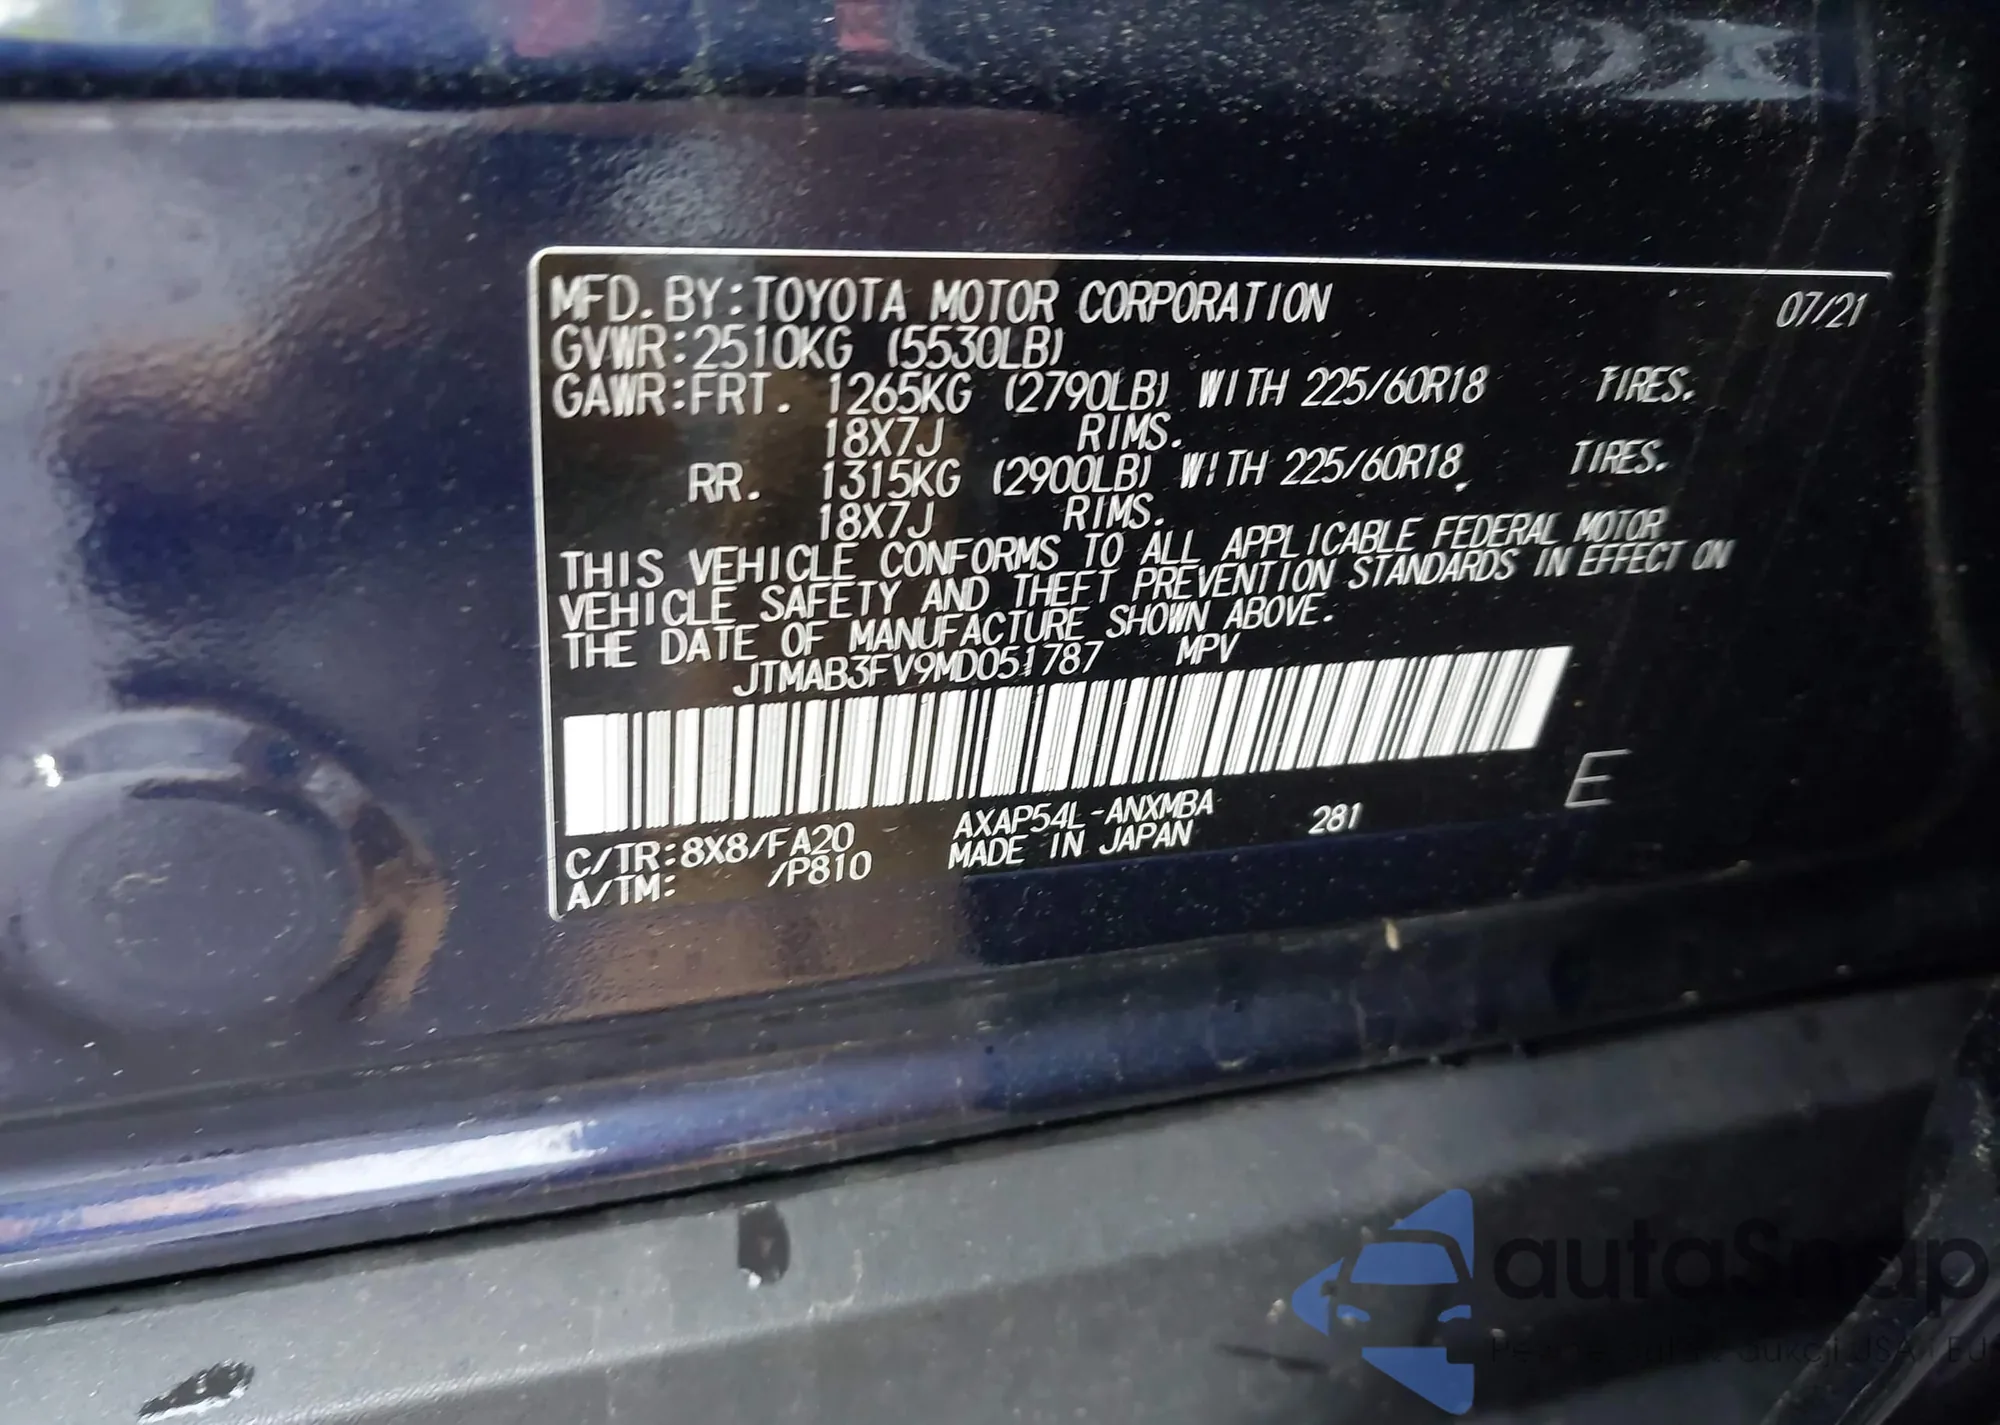 MFD. BY: TOYOTA MOTOR CORPORATION 07/21
GVWR: 2510KG (5530LB)
GAWR: FRT. 1265KG (2790LB) WITH 225/60R18 TIRES.
18X7J RIMS.
RR. 1315KG (2900LB) WITH 225/60R18 TIRES.
18X7J RIMS.
THIS VEHICLE CONFORMS TO ALL APPLICABLE FEDERAL MOTOR
VEHICLE SAFETY AND THEFT PREVENTION STANDARDS IN EFFECT ON
THE DATE OF MANUFACTURE SHOWN ABOVE.
JTMAB3FV9MD051787 MPV
E
C/TR: 8X8/FA20 AXAP54L-ANXMBA 281
A/TM: /P810 MADE IN JAPAN
autaSnap